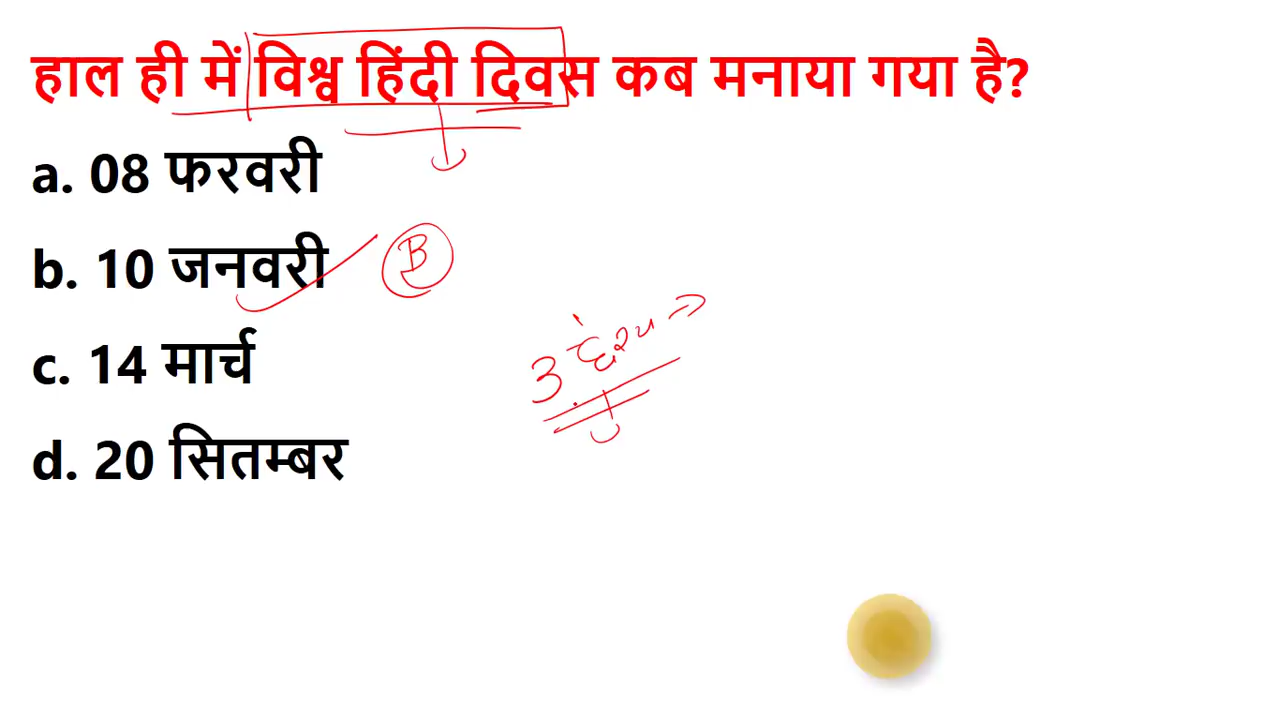 हाल ही में विश्व हिंदी दिवस कब मनाया गया है?
a. 08 फरवरी
b. 10 जनवरी
B
c. 14 मार्च
d. 20 सितम्बर